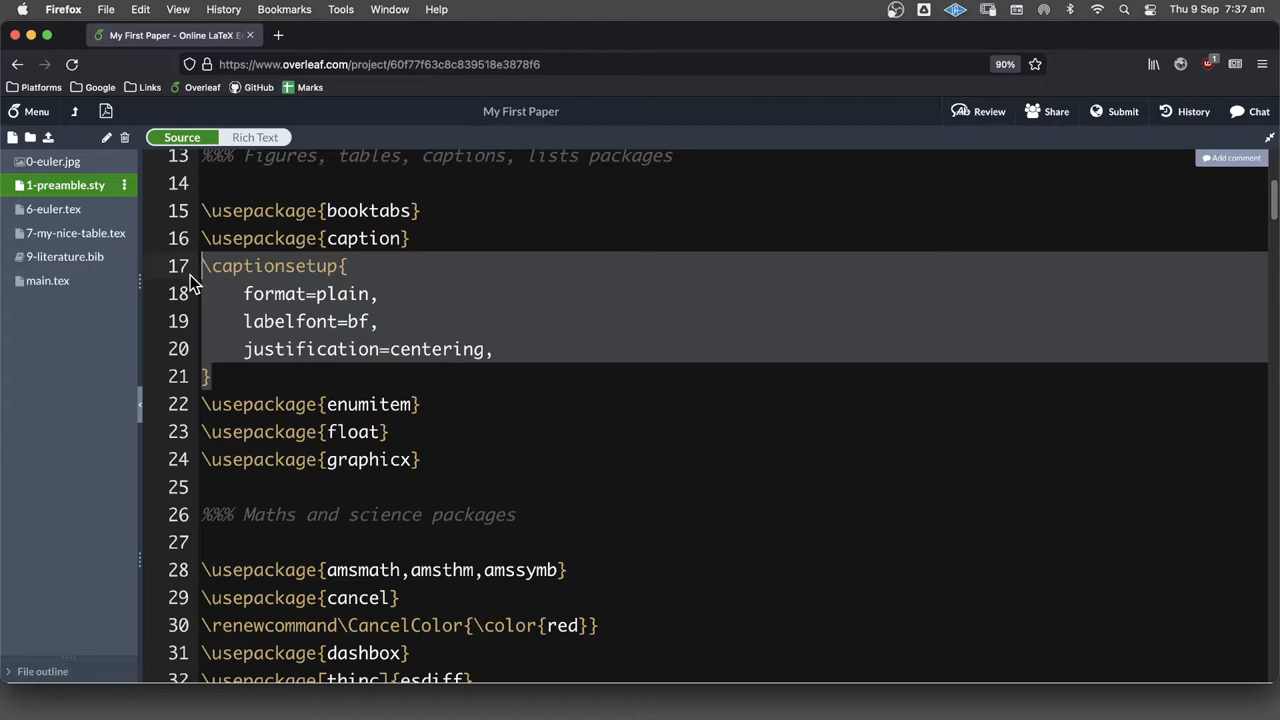 Firefox File Edit View History Bookmarks Tools Window Help Thu 9 Sep 7:37 am
My First Paper - Online LaTeX E
https://www.overleaf.com/project/60f77f63c8c839518e3878f6 90%
Platforms Google Links Overleaf GitHub Marks
Menu My First Paper Review Share Submit History Chat
Source Rich Text
0-euler.jpg
1-preamble.sty
6-euler.tex
7-my-nice-table.tex
9-literature.bib
main.tex
File outline
Add comment
13 %%% Figures, tables, captions, lists packages
14
15 \usepackage{booktabs}
16 \usepackage{caption}
17 \captionsetup{
18 format=plain,
19 labelfont=bf,
20 justification=centering,
21 }
22 \usepackage{enumitem}
23 \usepackage{float}
24 \usepackage{graphicx}
25
26 %%% Maths and science packages
27
28 \usepackage{amsmath,amsthm,amssymb}
29 \usepackage{cancel}
30 \renewcommand\CancelColor{\color{red}}
31 \usepackage{dashbox}
32 \usepackage[thinc]{esdiff}